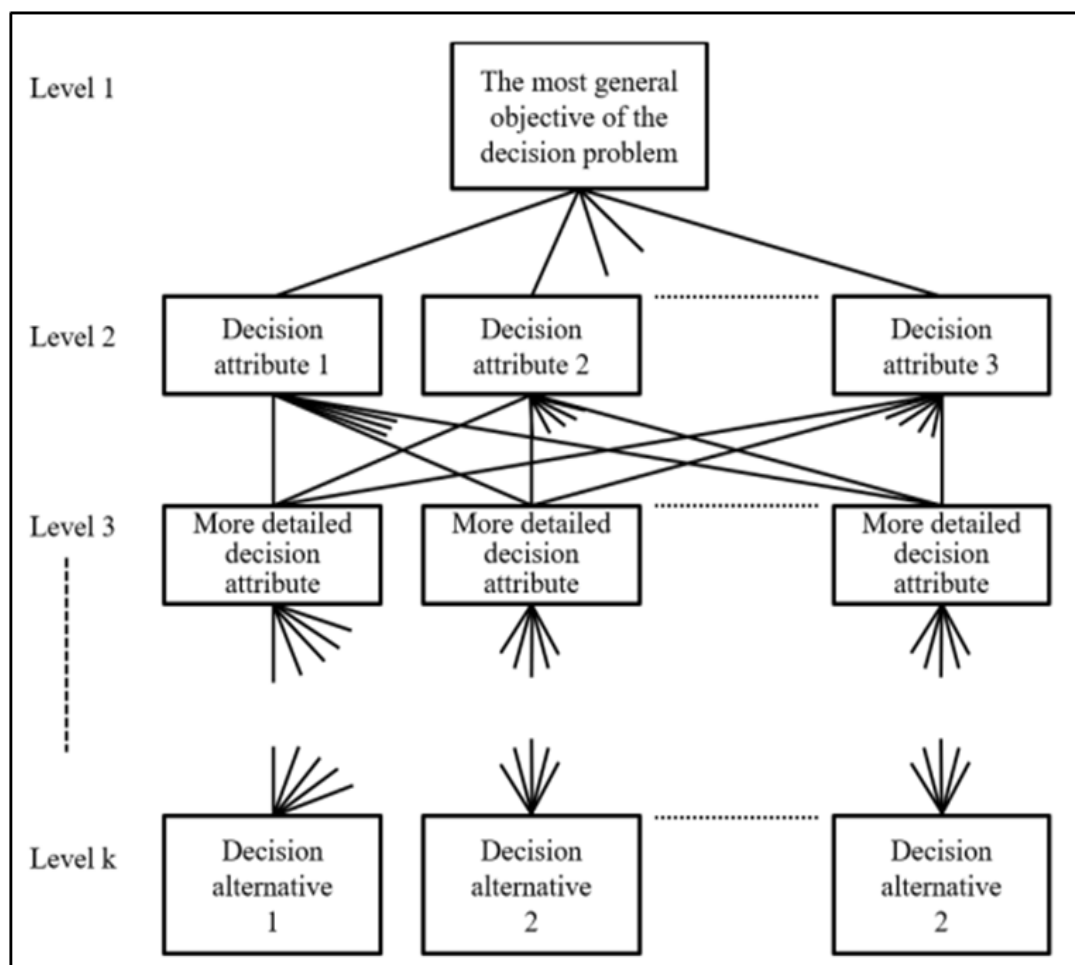 Level 1
The most general
objective of the
decision problem
Level 2
Decision
attribute 1
Decision
attribute 2
Decision
attribute 3
Level 3
More detailed
decision
attribute
More detailed
decision
attribute
More detailed
decision
attribute
Level k
Decision
alternative
1
Decision
alternative
2
Decision
alternative
2